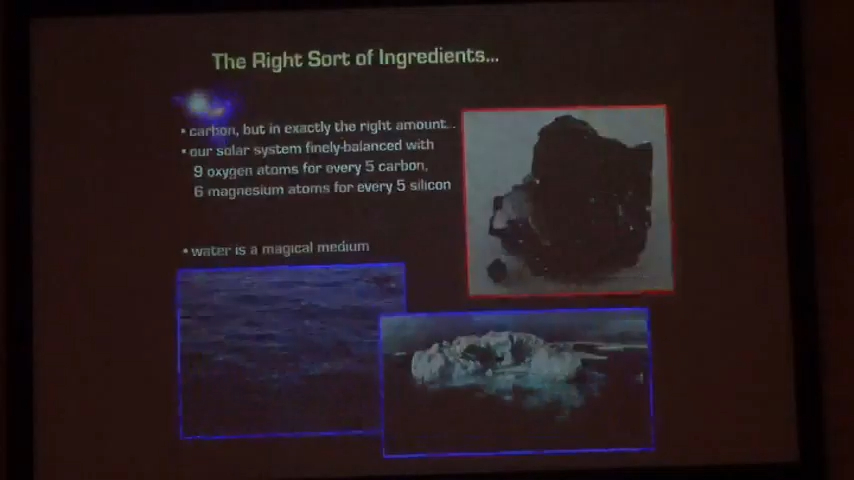 The Right Sort of Ingredients...
• carbon, but in exactly the right amount...
• our solar system finely-balanced with
9 oxygen atoms for every 5 carbon,
6 magnesium atoms for every 5 silicon
• water is a magical medium